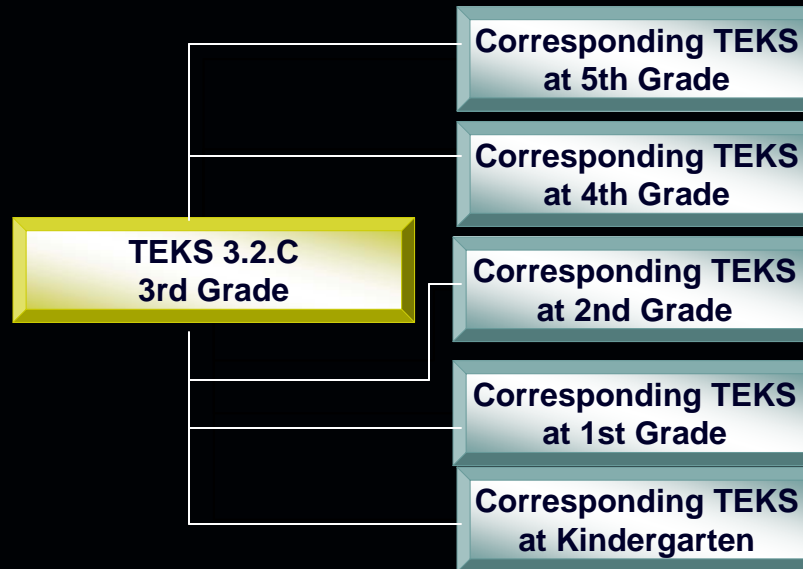 Corresponding TEKS
at 5th Grade
Corresponding TEKS
at 4th Grade
TEKS 3.2.C
3rd Grade
Corresponding TEKS
at 2nd Grade
Corresponding TEKS
at 1st Grade
Corresponding TEKS
at Kindergarten